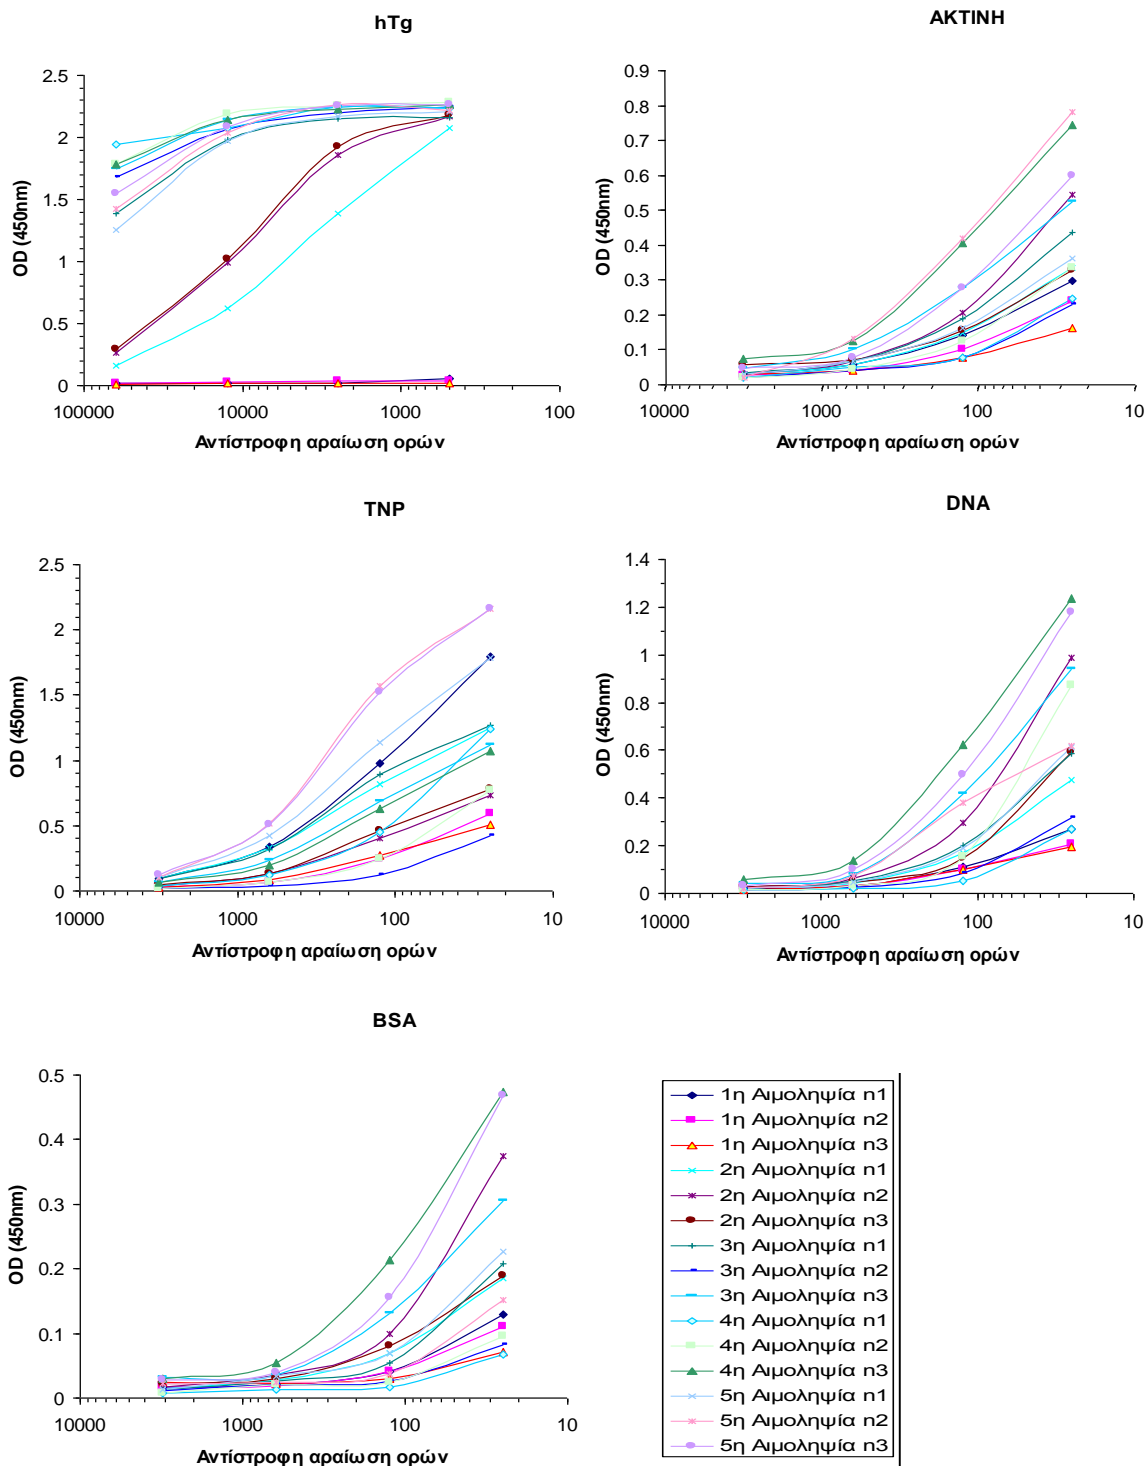 hTg
2.5
2
1.5
1
0.5
0
OD (450nm)
100000
10000
1000
100
Αντίστροφη αραίωση ορών
ΑΚΤΙΝΗ
0.9
0.8
0.7
0.6
0.5
0.4
0.3
0.2
0.1
0
OD (450nm)
10000
1000
100
10
Αντίστροφη αραίωση ορών
TNP
2.5
2
1.5
1
0.5
0
OD (450nm)
10000
1000
100
10
Αντίστροφη αραίωση ορών
DNA
1.4
1.2
1
0.8
0.6
0.4
0.2
0
OD (450nm)
10000
1000
100
10
Αντίστροφη αραίωση ορών
BSA
0.5
0.4
0.3
0.2
0.1
0
OD (450nm)
10000
1000
100
10
Αντίστροφη αραίωση ορών
1η Αιμοληψία n1
1η Αιμοληψία n2
1η Αιμοληψία n3
2η Αιμοληψία n1
2η Αιμοληψία n2
2η Αιμοληψία n3
3η Αιμοληψία n1
3η Αιμοληψία n2
3η Αιμοληψία n3
4η Αιμοληψία n1
4η Αιμοληψία n2
4η Αιμοληψία n3
5η Αιμοληψία n1
5η Αιμοληψία n2
5η Αιμοληψία n3